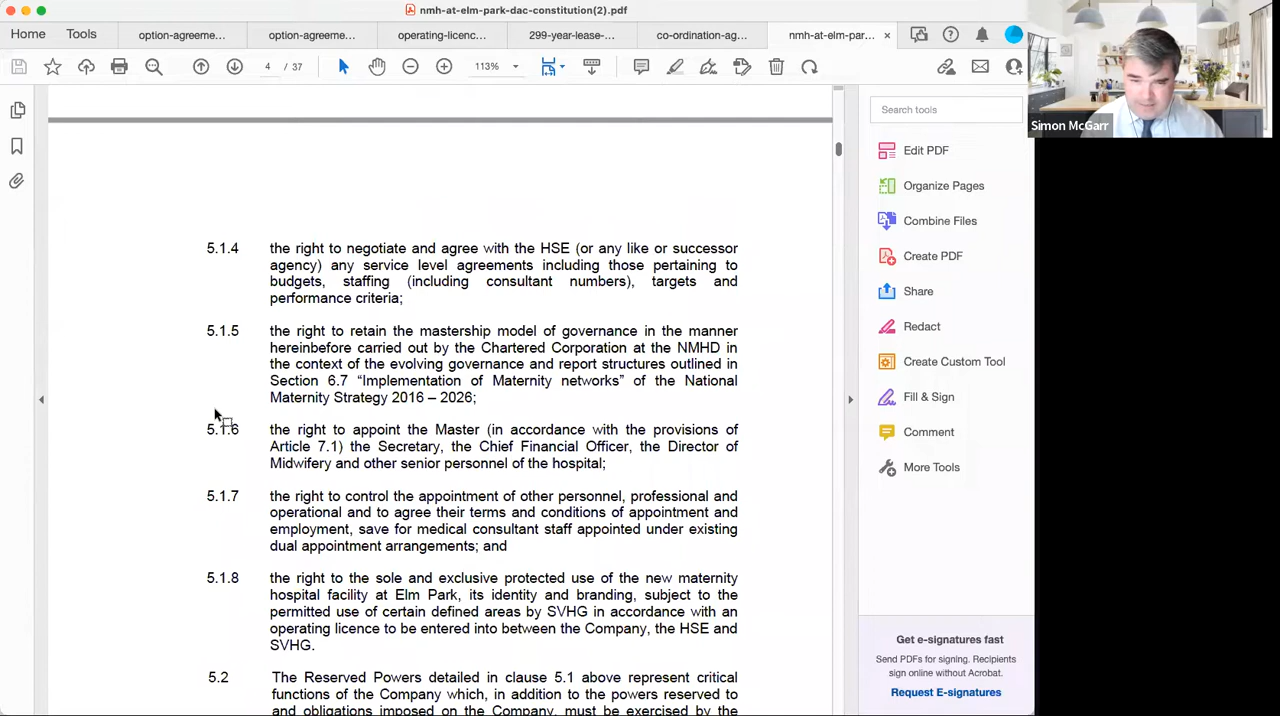 nmh-at-elm-park-dac-constitution(2).pdf
Home Tools option-agreeme... option-agreeme... operating-licenc... 299-year-lease-... co-ordination-ag... nmh-at-elm-par... ×
4 / 37 113%
Simon McGarr
Search tools
Edit PDF
Organize Pages
Combine Files
Create PDF
Share
Redact
Create Custom Tool
Fill & Sign
Comment
More Tools
Get e-signatures fast
Send PDFs for signing. Recipients
sign online without Acrobat.
Request E-signatures
5.1.4 the right to negotiate and agree with the HSE (or any like or successor
agency) any service level agreements including those pertaining to
budgets, staffing (including consultant numbers), targets and
performance criteria;
5.1.5 the right to retain the mastership model of governance in the manner
hereinbefore carried out by the Chartered Corporation at the NMHD in
the context of the evolving governance and report structures outlined in
Section 6.7 “Implementation of Maternity networks” of the National
Maternity Strategy 2016 – 2026;
5.1.6 the right to appoint the Master (in accordance with the provisions of
Article 7.1) the Secretary, the Chief Financial Officer, the Director of
Midwifery and other senior personnel of the hospital;
5.1.7 the right to control the appointment of other personnel, professional and
operational and to agree their terms and conditions of appointment and
employment, save for medical consultant staff appointed under existing
dual appointment arrangements; and
5.1.8 the right to the sole and exclusive protected use of the new maternity
hospital facility at Elm Park, its identity and branding, subject to the
permitted use of certain defined areas by SVHG in accordance with an
operating licence to be entered into between the Company, the HSE and
SVHG.
5.2 The Reserved Powers detailed in clause 5.1 above represent critical
functions of the Company which, in addition to the powers reserved to
and obligations imposed on the Company, must be exercised by the